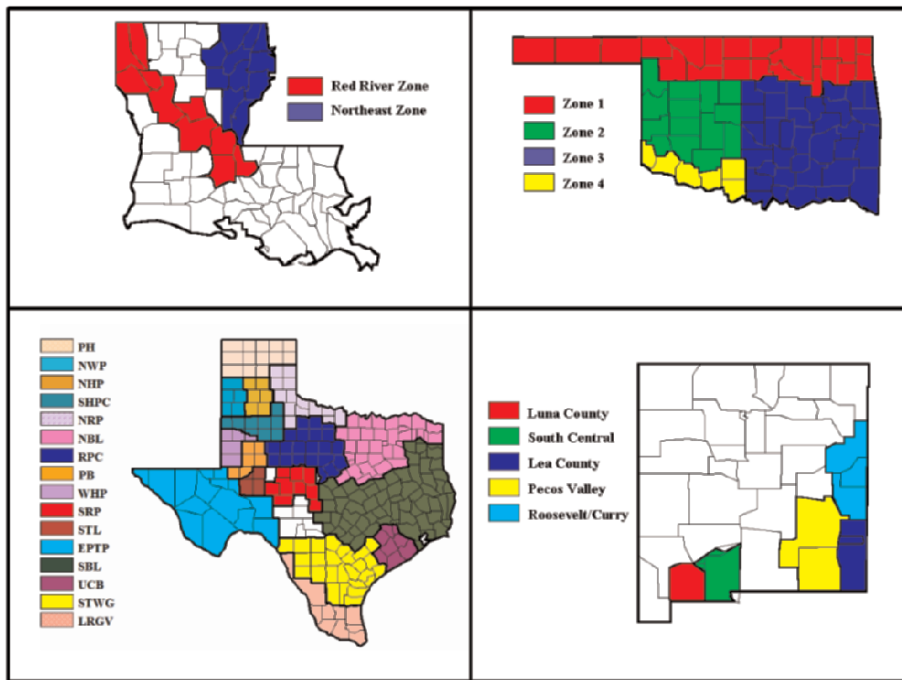 Red River Zone
Northeast Zone
Zone 1
Zone 2
Zone 3
Zone 4
PH
NWP
NHP
SHPC
NRP
NBL
RPC
PB
WHP
SRP
STL
EPTP
SBL
UCB
STWG
LRGV
Luna County
South Central
Lea County
Pecos Valley
Roosevelt/Curry